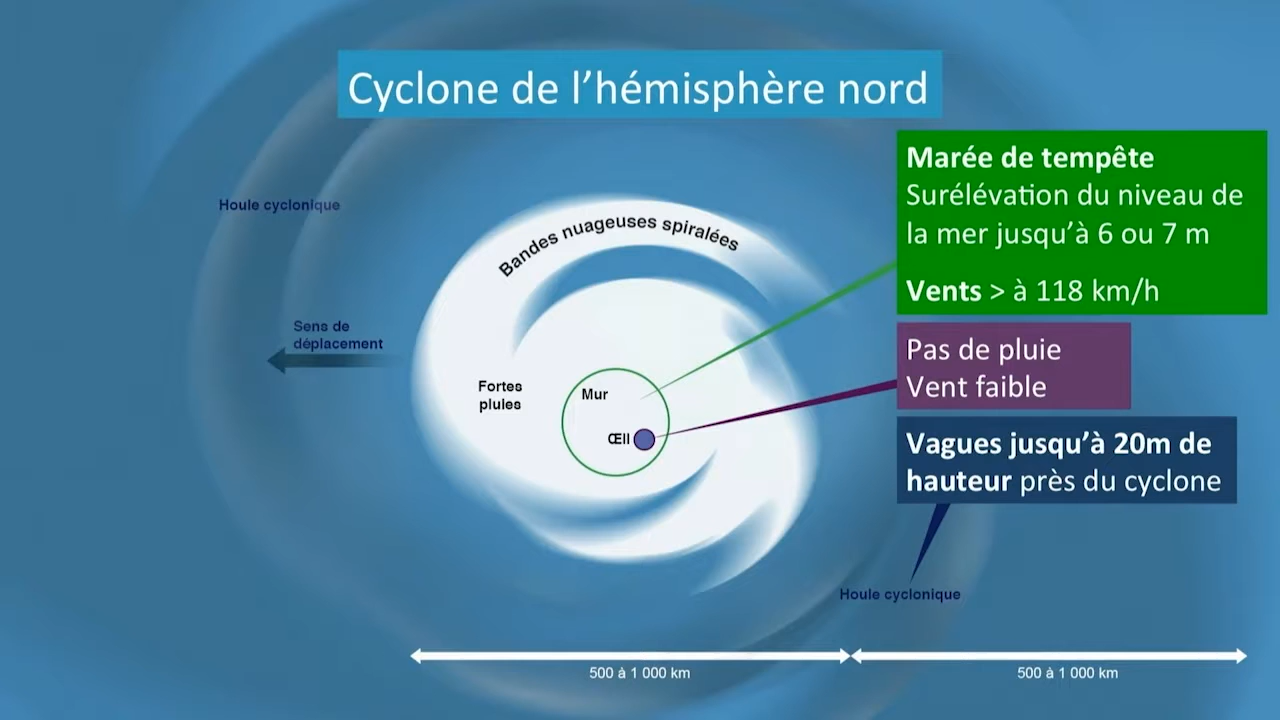 Cyclone de l’hémisphère nord
Marée de tempête
Surélévation du niveau de
la mer jusqu’à 6 ou 7 m
Vents > à 118 km/h
Houle cyclonique
Bandes nuageuses spiralées
Sens de
déplacement
Pas de pluie
Vent faible
Fortes
pluies
Mur
Œil
Vagues jusqu’à 20m de
hauteur près du cyclone
Houle cyclonique
500 à 1 000 km
500 à 1 000 km